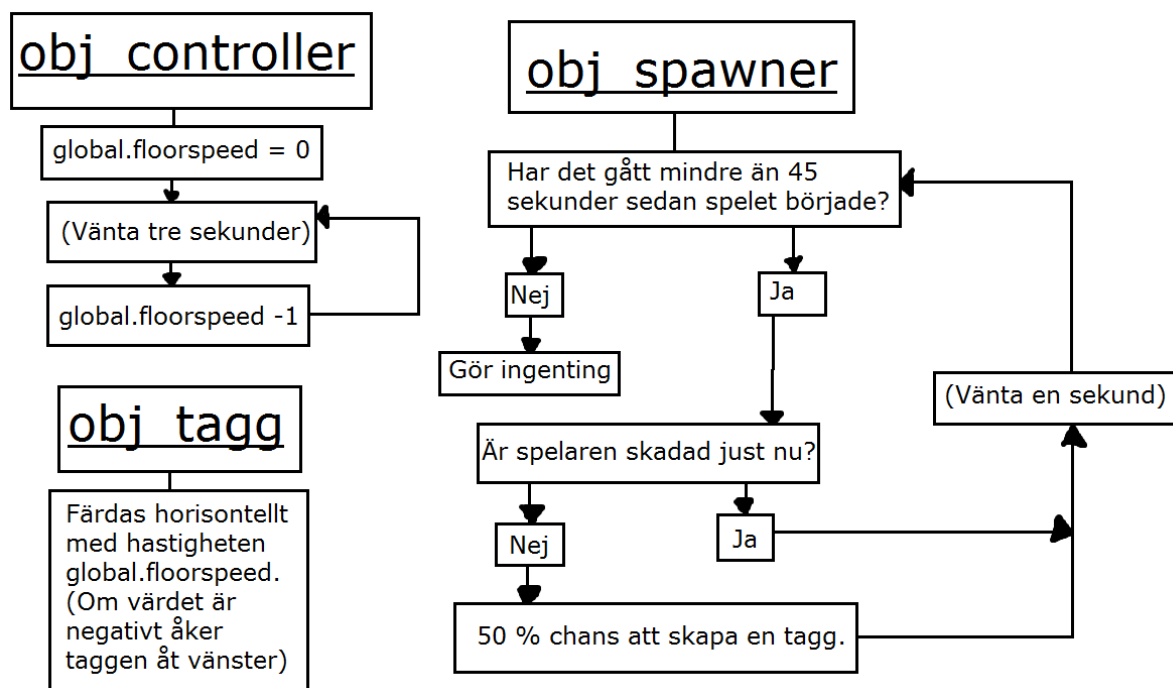 obj controller
global.floorspeed = 0
(Vänta tre sekunder)
global.floorspeed -1
obj tagg
Färdas horisontellt
med hastigheten
global.floorspeed.
(Om värdet är
negativt åker
taggen åt vänster)
obj spawner
Har det gått mindre än 45
sekunder sedan spelet började?
Nej
Ja
Gör ingenting
(Vänta en sekund)
Är spelaren skadad just nu?
Nej
Ja
50 % chans att skapa en tagg.